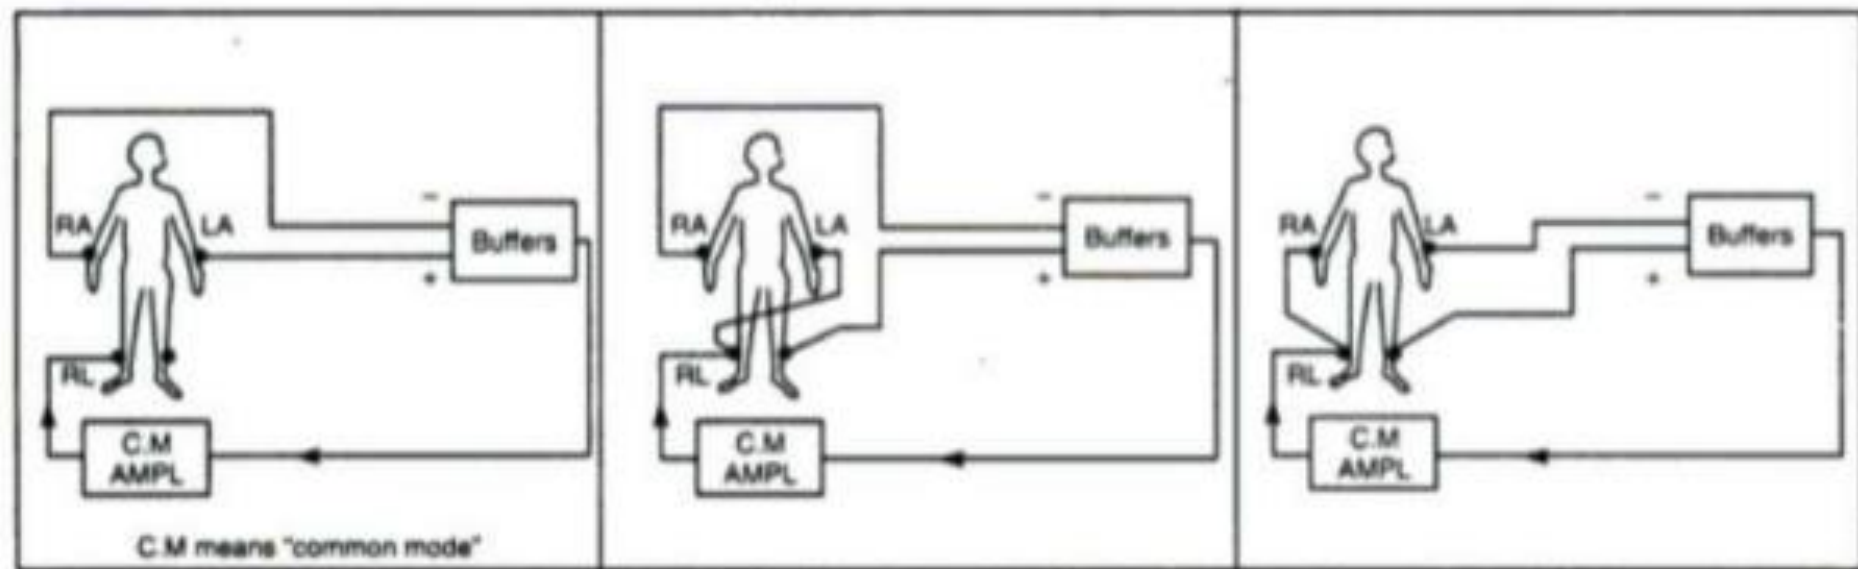 RA
LA
−
Buffers
+
RL
C.M
AMPL
C.M means "common mode"
RA
LA
−
Buffers
+
RL
C.M
AMPL
RA
LA
−
Buffers
+
RL
C.M
AMPL